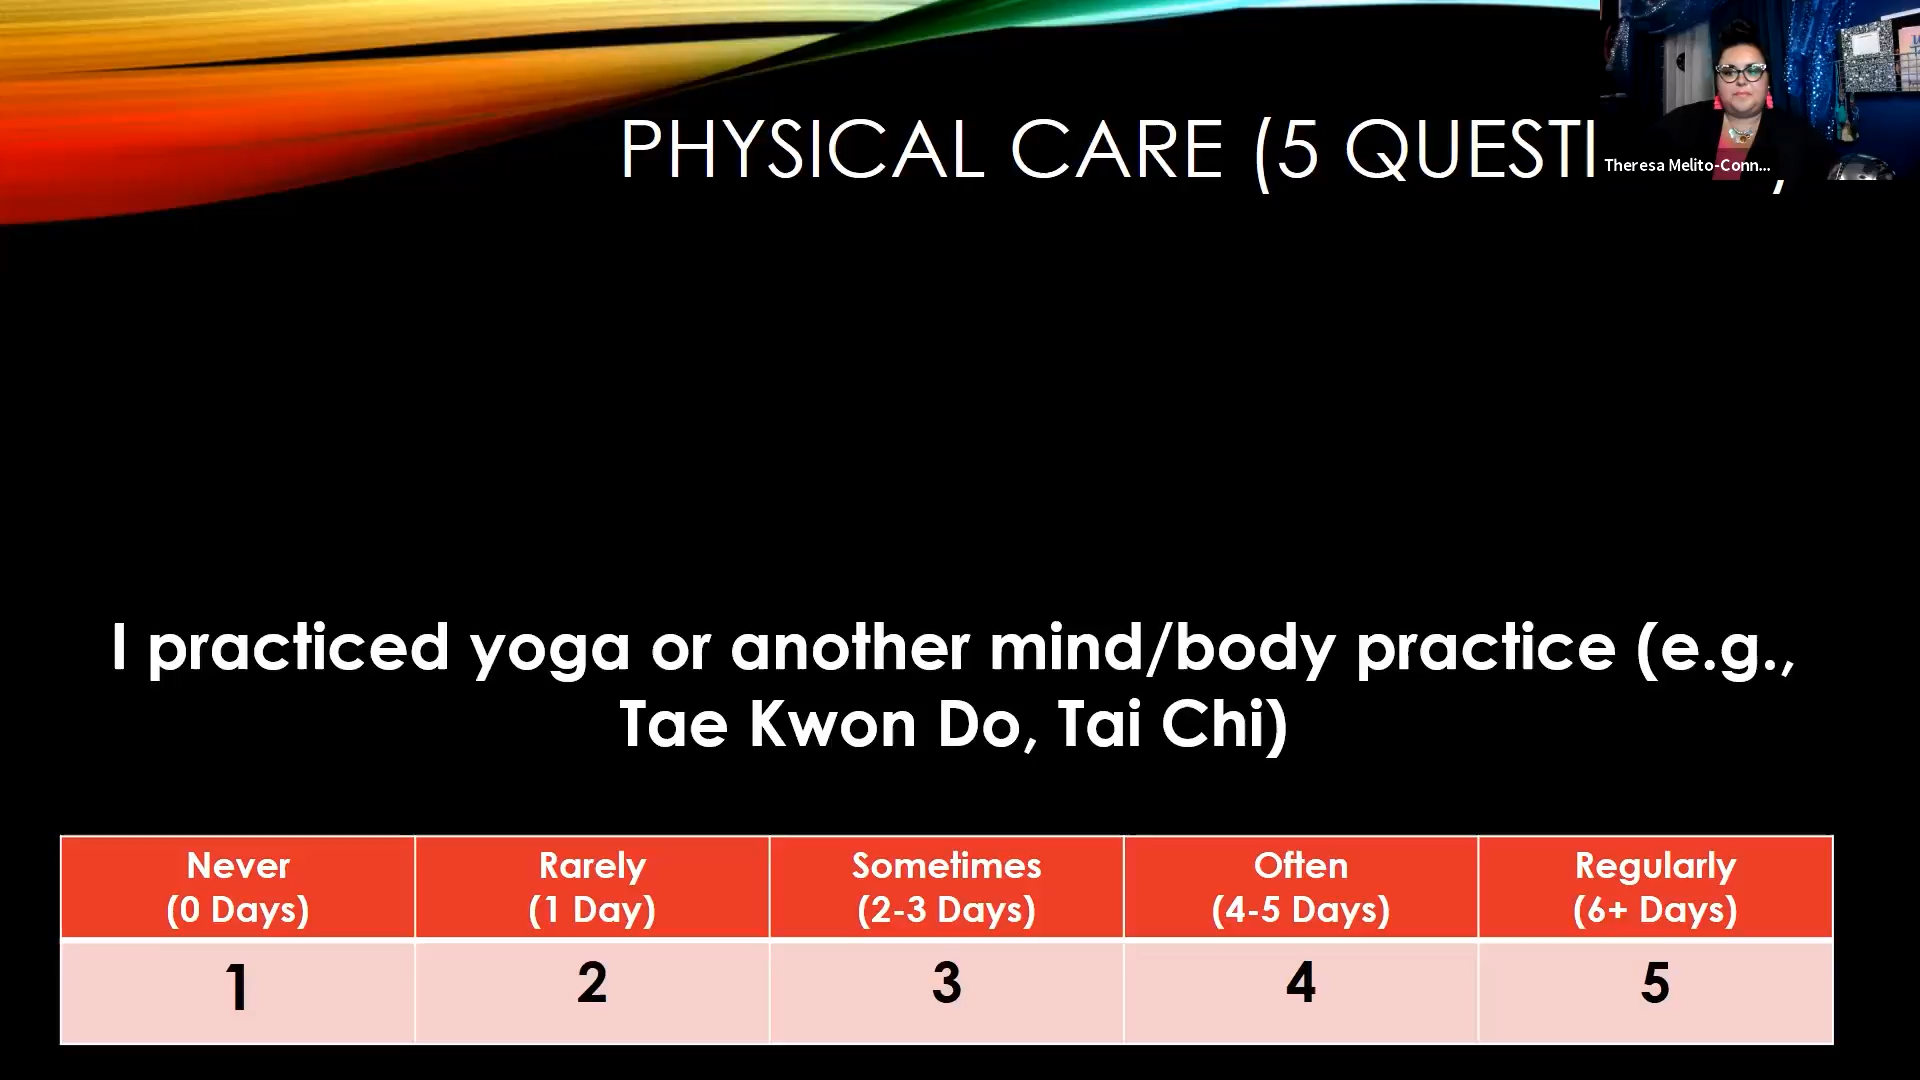 PHYSICAL CARE (5 QUESTI
Theresa Melito-Conn...
I practiced yoga or another mind/body practice (e.g.,
Tae Kwon Do, Tai Chi)
Never Rarely Sometimes Often Regularly
(0 Days) (1 Day) (2-3 Days) (4-5 Days) (6+ Days)
1 2 3 4 5